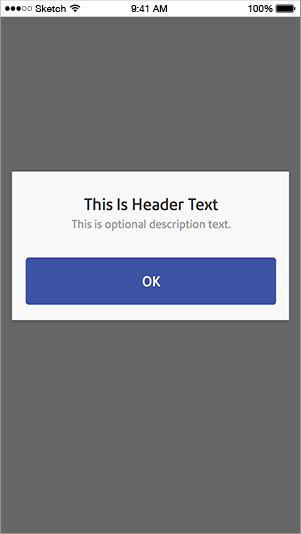 Sketch 9:41 AM 100%
This Is Header Text
This is optional description text.
OK